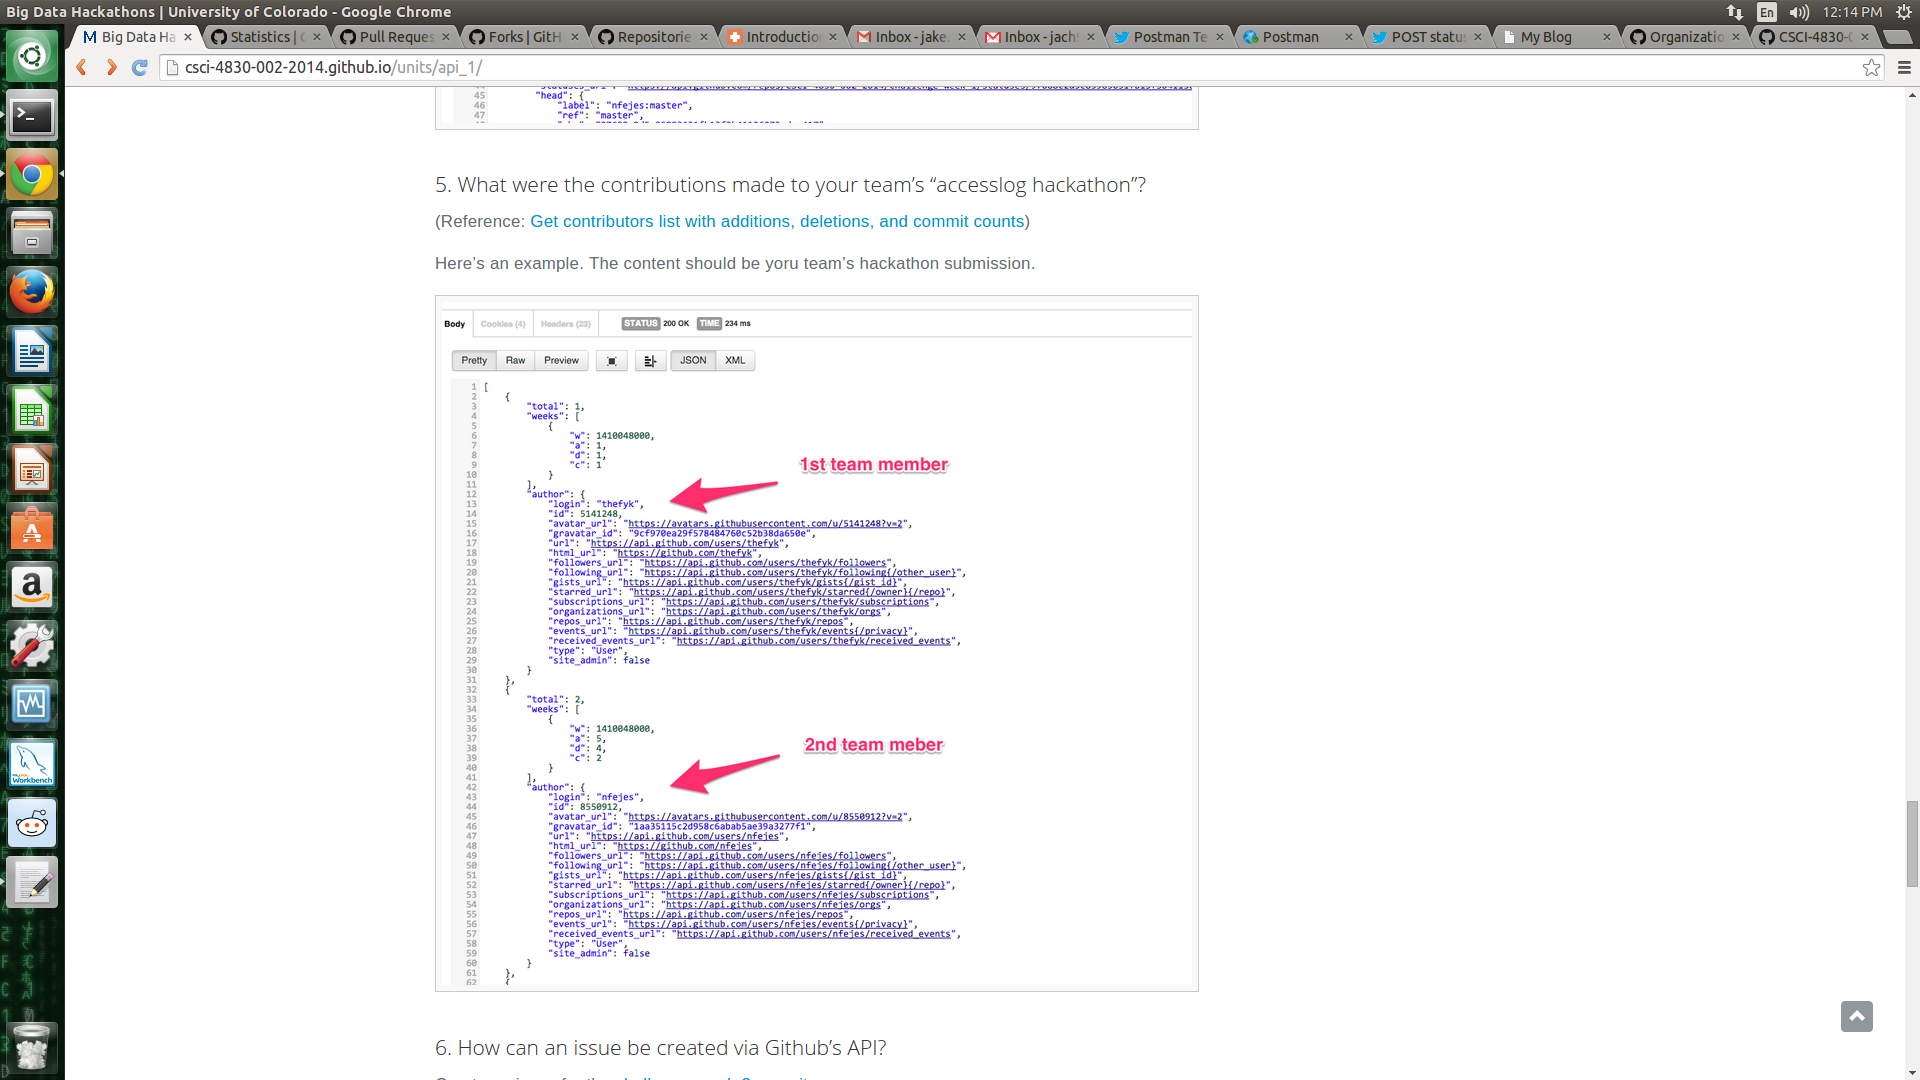 Big Data Hackathons | University of Colorado - Google Chrome
En
12:14 PM
Big Data Ha
Statistics |
Pull Reques
Forks | GitH
Repositorie
Introductio
Inbox - jake.
Inbox - jach
Postman Te
Postman
POST statu
My Blog
Organizatio
CSCI-4830-
csci-4830-002-2014.github.io/units/api_1/
45 "head": {
46 "label": "nfejes:master",
47 "ref": "master",
5. What were the contributions made to your team's “accesslog hackathon”?
(Reference: Get contributors list with additions, deletions, and commit counts)
Here's an example. The content should be yoru team's hackathon submission.
Body Cookies (4) Headers (23) STATUS 200 OK TIME 234 ms
Pretty Raw Preview JSON XML
1 [
2 {
3 "total": 1,
4 "weeks": [
5 {
6 "w": 1410048000,
7 "a": 1,
8 "d": 1,
9 "c": 1
10 }
11 ],
12 "author": {
13 "login": "thefyk",
14 "id": 5141248,
15 "avatar_url": "https://avatars.githubusercontent.com/u/5141248?v=2",
16 "gravatar_id": "9cf970ea29f578484760c52b38da650e",
17 "url": "https://api.github.com/users/thefyk",
18 "html_url": "https://github.com/thefyk",
19 "followers_url": "https://api.github.com/users/thefyk/followers",
20 "following_url": "https://api.github.com/users/thefyk/following{/other_user}",
21 "gists_url": "https://api.github.com/users/thefyk/gists{/gist_id}",
22 "starred_url": "https://api.github.com/users/thefyk/starred{/owner}{/repo}",
23 "subscriptions_url": "https://api.github.com/users/thefyk/subscriptions",
24 "organizations_url": "https://api.github.com/users/thefyk/orgs",
25 "repos_url": "https://api.github.com/users/thefyk/repos",
26 "events_url": "https://api.github.com/users/thefyk/events{/privacy}",
27 "received_events_url": "https://api.github.com/users/thefyk/received_events",
28 "type": "User",
29 "site_admin": false
30 }
31 },
32 {
33 "total": 2,
34 "weeks": [
35 {
36 "w": 1410048000,
37 "a": 5,
38 "d": 4,
39 "c": 2
40 }
41 ],
42 "author": {
43 "login": "nfejes",
44 "id": 8550912,
45 "avatar_url": "https://avatars.githubusercontent.com/u/8550912?v=2",
46 "gravatar_id": "1aa35115c2d958c6abab5ae39a3277f1",
47 "url": "https://api.github.com/users/nfejes",
48 "html_url": "https://github.com/nfejes",
49 "followers_url": "https://api.github.com/users/nfejes/followers",
50 "following_url": "https://api.github.com/users/nfejes/following{/other_user}",
51 "gists_url": "https://api.github.com/users/nfejes/gists{/gist_id}",
52 "starred_url": "https://api.github.com/users/nfejes/starred{/owner}{/repo}",
53 "subscriptions_url": "https://api.github.com/users/nfejes/subscriptions",
54 "organizations_url": "https://api.github.com/users/nfejes/orgs",
55 "repos_url": "https://api.github.com/users/nfejes/repos",
56 "events_url": "https://api.github.com/users/nfejes/events{/privacy}",
57 "received_events_url": "https://api.github.com/users/nfejes/received_events",
58 "type": "User",
59 "site_admin": false
60 }
61 },
62 {
1st team member
2nd team meber
6. How can an issue be created via Github's API?
Workbench